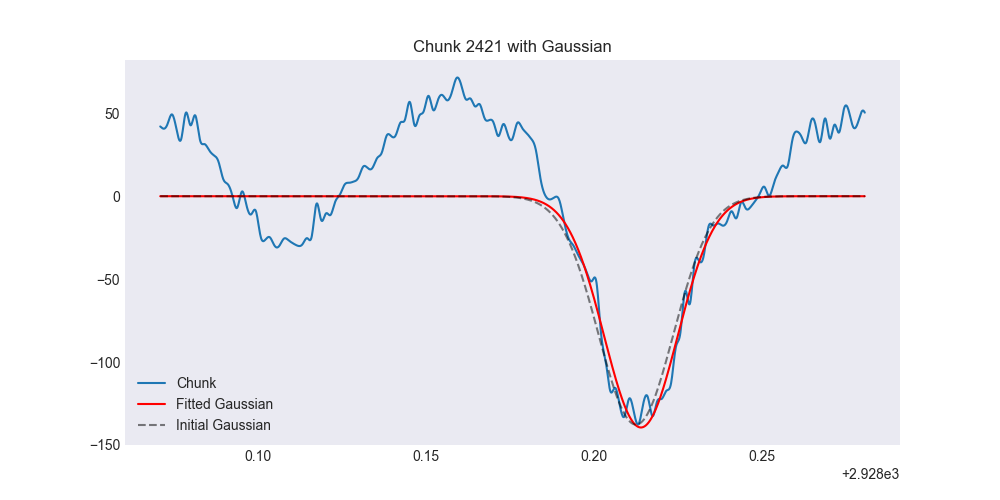 Chunk 2421 with Gaussian
50
0
−50
−100
−150
Chunk
Fitted Gaussian
Initial Gaussian
0.10 0.15 0.20 0.25
+2.928e3